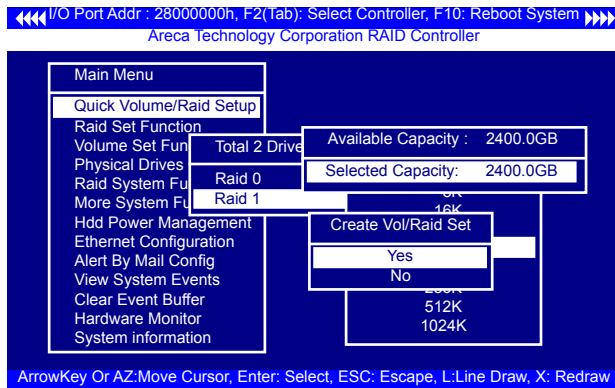 I/O Port Addr : 28000000h, F2(Tab): Select Controller, F10: Reboot System
Areca Technology Corporation RAID Controller
Main Menu
Quick Volume/Raid Setup
Raid Set Function
Volume Set Fun
Physical Drives
Raid System Fu
More System Fu
Hdd Power Management
Ethernet Configuration
Alert By Mail Config
View System Events
Clear Event Buffer
Hardware Monitor
System information
Total 2 Drive
Raid 0
Raid 1
Available Capacity : 2400.0GB
Selected Capacity: 2400.0GB
16K
Create Vol/Raid Set
Yes
No
512K
1024K
ArrowKey Or AZ:Move Cursor, Enter: Select, ESC: Escape, L:Line Draw, X: Redraw